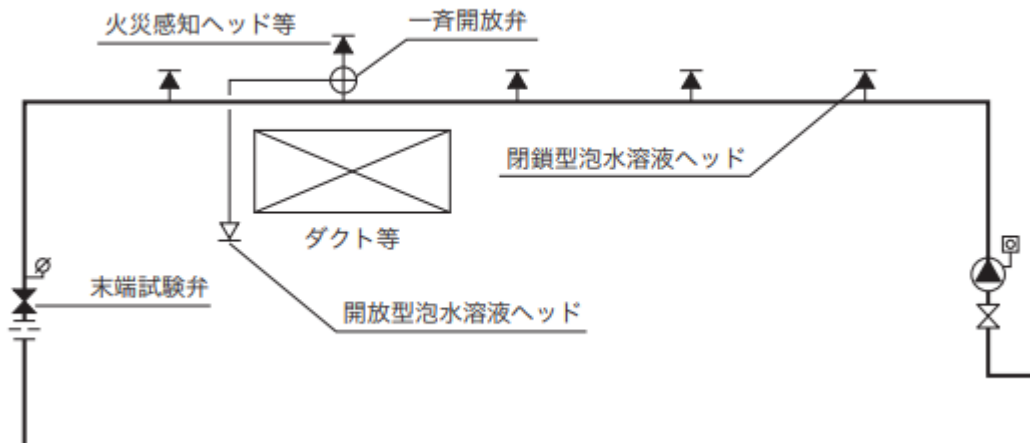 火災感知ヘッド等
一斉開放弁
閉鎖型泡水溶液ヘッド
ダクト等
末端試験弁
開放型泡水溶液ヘッド